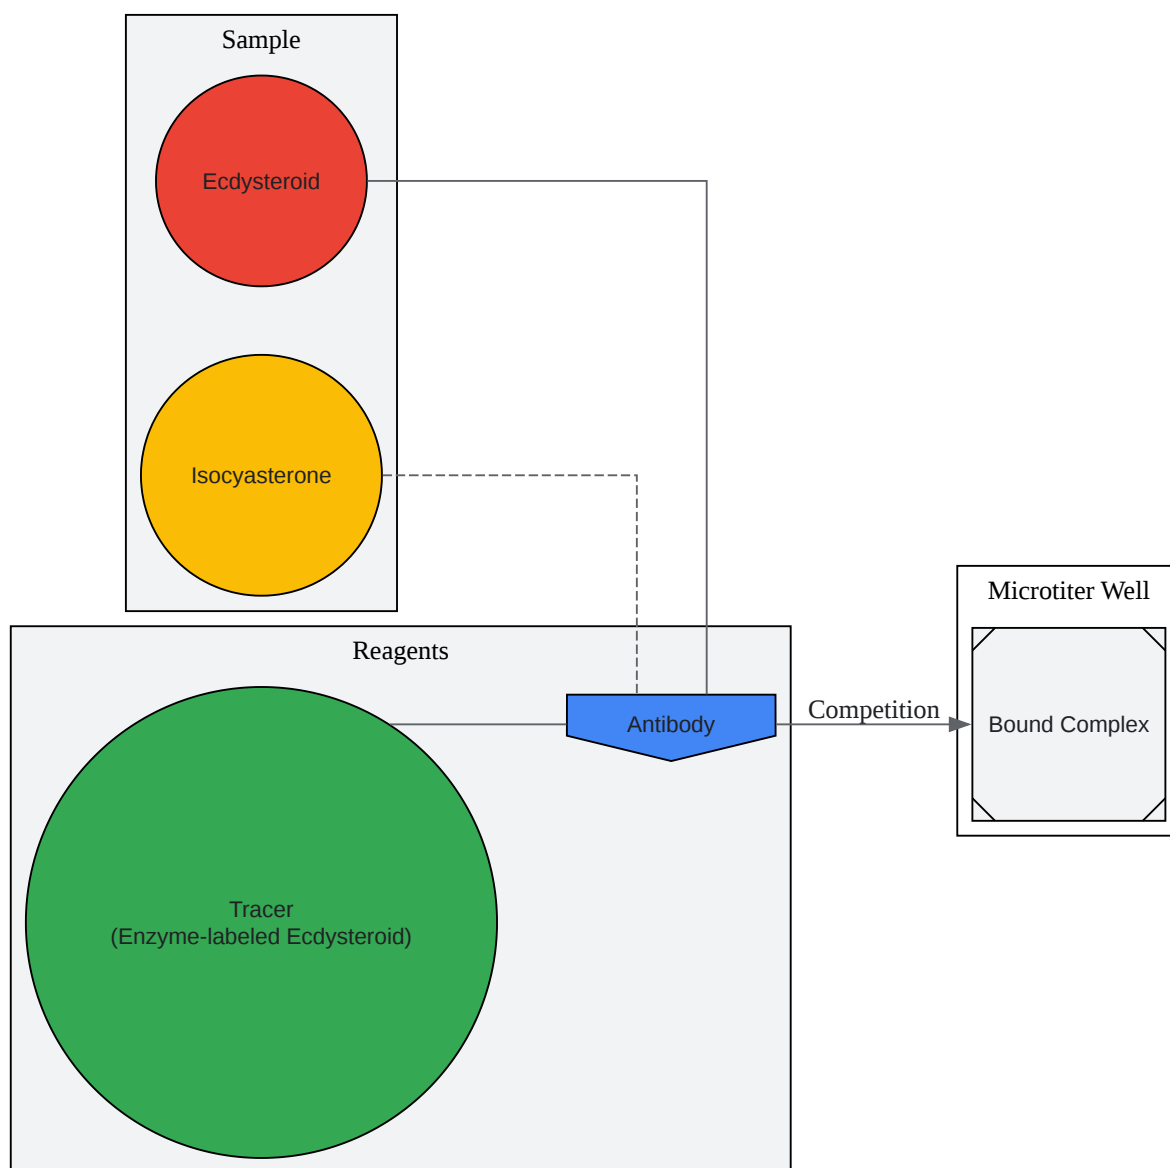 Sample
Ecdysteroid
Isocyasterone
Microtiter Well
Reagents
Antibody
Competition
Bound Complex
Tracer
(Enzyme-labeled Ecdysteroid)